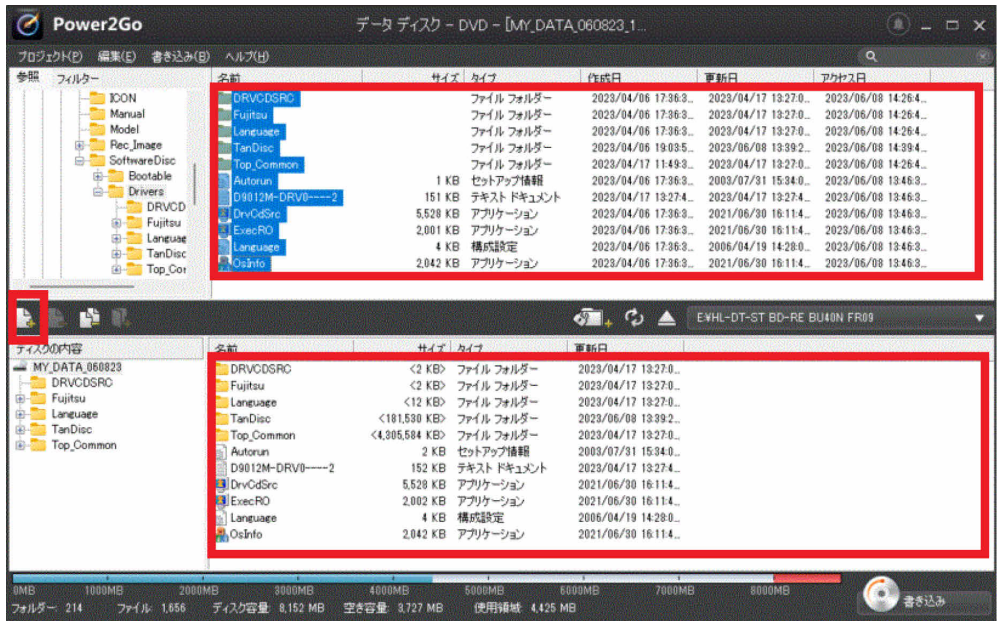 Power2Go
データ ディスク - DVD - [MY_DATA_060823_1...
プロジェクト(P) 編集(E) 書き込み(B) ヘルプ(H)
参照 フィルター
名前 サイズ タイプ 作成日 更新日 アクセス日
ICON
Manual
Model
Rec_Image
SoftwareDisc
Bootable
Drivers
DRVCD
Fujitsu
Languag
TanDisc
Top_Cor
DRVCDSRC ファイル フォルダー 2023/04/06 17:36:3... 2023/04/17 13:27:0... 2023/06/08 14:26:4...
Fujitsu ファイル フォルダー 2023/04/06 17:36:3... 2023/04/17 13:27:0... 2023/06/08 14:26:4...
Language ファイル フォルダー 2023/04/06 17:36:3... 2023/04/17 13:27:0... 2023/06/08 14:26:4...
TanDisc ファイル フォルダー 2023/04/06 19:03:5... 2023/06/08 13:39:2... 2023/06/08 14:39:4...
Top_Common ファイル フォルダー 2023/04/17 11:49:3... 2023/04/17 13:27:0... 2023/06/08 14:26:4...
Autorun 1 KB セットアップ情報 2023/04/06 17:36:3... 2003/07/31 15:34:0... 2023/06/08 13:46:3...
D9012M-DRV0----2 151 KB テキスト ドキュメント 2023/04/17 13:27:4... 2023/04/17 13:27:4... 2023/06/08 13:46:3...
DrvCdSrc 5,528 KB アプリケーション 2023/04/06 17:36:3... 2021/06/30 16:11:4... 2023/06/08 13:46:3...
ExecRO 2,001 KB アプリケーション 2023/04/06 17:36:3... 2021/06/30 16:11:4... 2023/06/08 13:46:3...
Language 4 KB 構成設定 2023/04/06 17:36:3... 2006/04/19 14:28:0... 2023/06/08 13:46:3...
OsInfo 2,042 KB アプリケーション 2023/04/06 17:36:3... 2021/06/30 16:11:4... 2023/06/08 13:46:3...
E:¥HL-DT-ST BD-RE BU40N FR09
ディスクの内容
名前 サイズ タイプ 更新日
MY_DATA_060823
DRVCDSRC
Fujitsu
Language
TanDisc
Top_Common
DRVCDSRC <2 KB> ファイル フォルダー 2023/04/17 13:27:0...
Fujitsu <2 KB> ファイル フォルダー 2023/04/17 13:27:0...
Language <12 KB> ファイル フォルダー 2023/04/17 13:27:0...
TanDisc <181,530 KB> ファイル フォルダー 2023/06/08 13:39:2...
Top_Common <4,305,584 KB> ファイル フォルダー 2023/04/17 13:27:0...
Autorun 2 KB セットアップ情報 2003/07/31 15:34:0...
D9012M-DRV0----2 152 KB テキスト ドキュメント 2023/04/17 13:27:4...
DrvCdSrc 5,528 KB アプリケーション 2021/06/30 16:11:4...
ExecRO 2,002 KB アプリケーション 2021/06/30 16:11:4...
Language 4 KB 構成設定 2006/04/19 14:28:0...
OsInfo 2,042 KB アプリケーション 2021/06/30 16:11:4...
0MB 1000MB 2000MB 3000MB 4000MB 5000MB 6000MB 7000MB 8000MB
フォルダー: 214 ファイル: 1,656 ディスク容量: 8,152 MB 空き容量: 3,727 MB 使用領域: 4,425 MB
書き込み